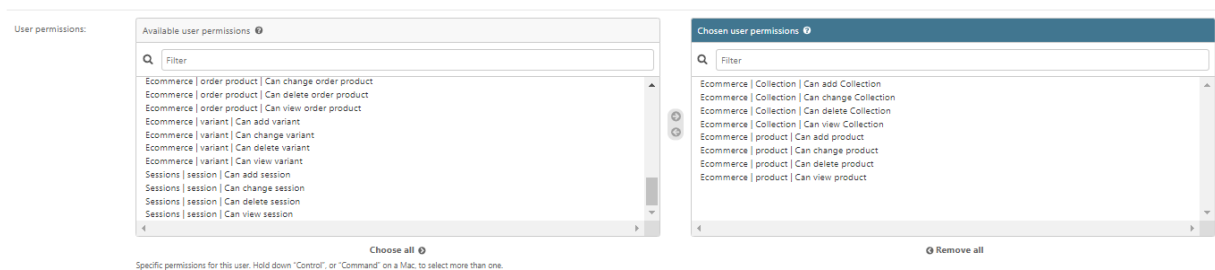 User permissions:
Available user permissions
Filter
Ecommerce | order product | Can change order product
Ecommerce | order product | Can delete order product
Ecommerce | order product | Can view order product
Ecommerce | variant | Can add variant
Ecommerce | variant | Can change variant
Ecommerce | variant | Can delete variant
Ecommerce | variant | Can view variant
Sessions | session | Can add session
Sessions | session | Can change session
Sessions | session | Can delete session
Sessions | session | Can view session
Choose all
Specific permissions for this user. Hold down "Control", or "Command" on a Mac, to select more than one.
Chosen user permissions
Filter
Ecommerce | Collection | Can add Collection
Ecommerce | Collection | Can change Collection
Ecommerce | Collection | Can delete Collection
Ecommerce | Collection | Can view Collection
Ecommerce | product | Can add product
Ecommerce | product | Can change product
Ecommerce | product | Can delete product
Ecommerce | product | Can view product
Remove all